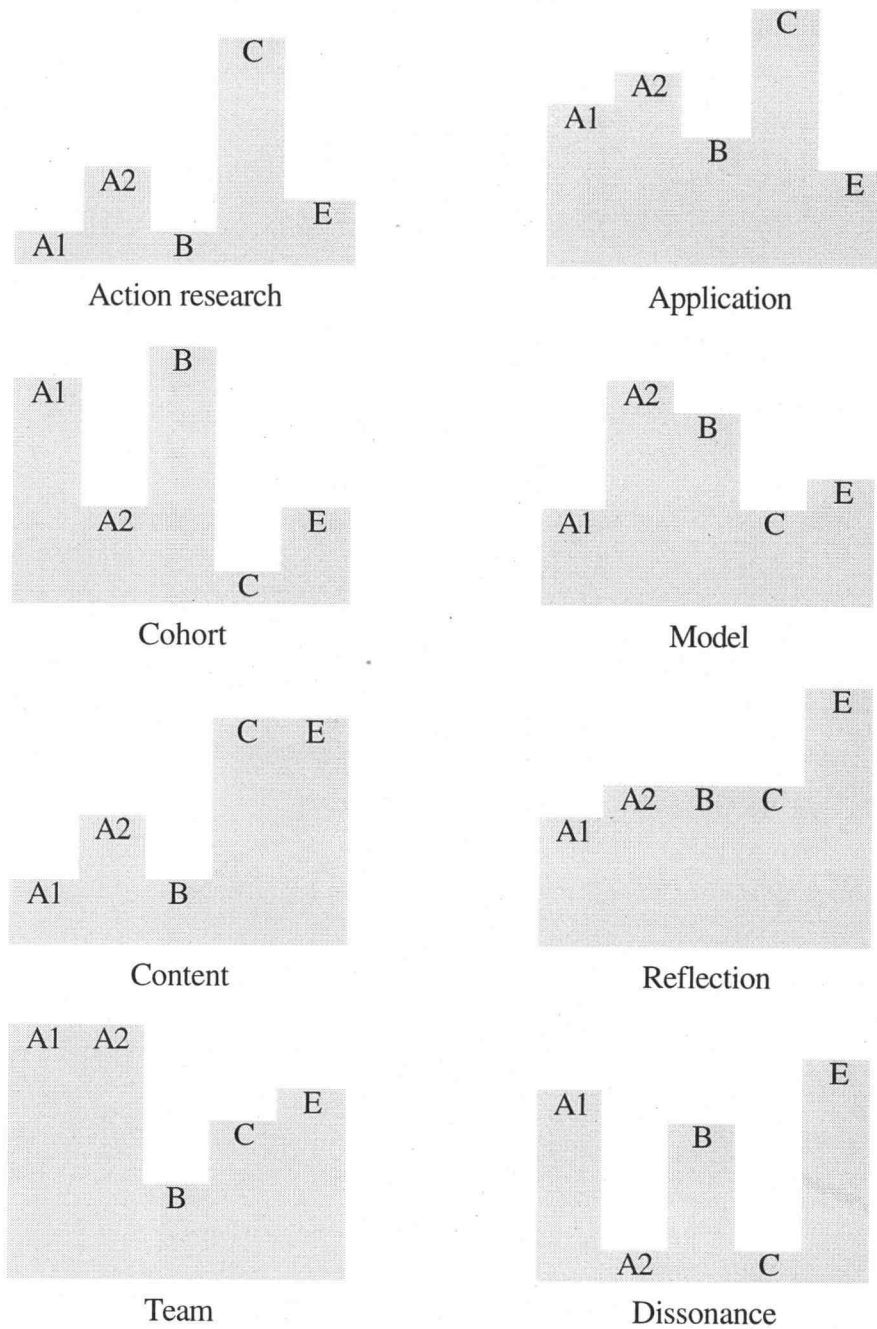 C
A2
E
A1 B
Action research
C
A2
A1
B
E
Application
B
A1
A2 E
C
Cohort
A2
B
E
A1 C
Model
C E
A2
A1 B
Content
E
A2 B C
A1
Reflection
A1 A2
E
C
B
Team
E
A1
B
A2 C
Dissonance